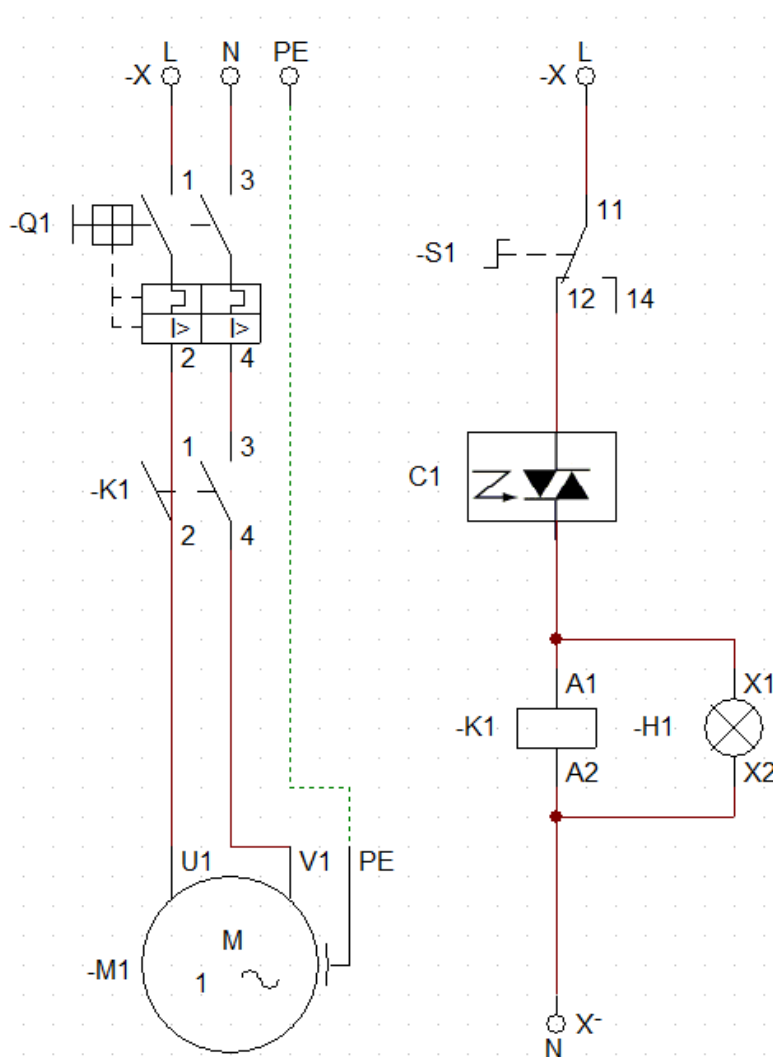 L N PE
-X
1 3
-Q1
I> I>
2 4
1 3
-K1
2 4
U1 V1 PE
M
-M1 1
L
-X
11
-S1
12 14
C1
A1 X1
-K1 -H1
A2 X2
X-
N